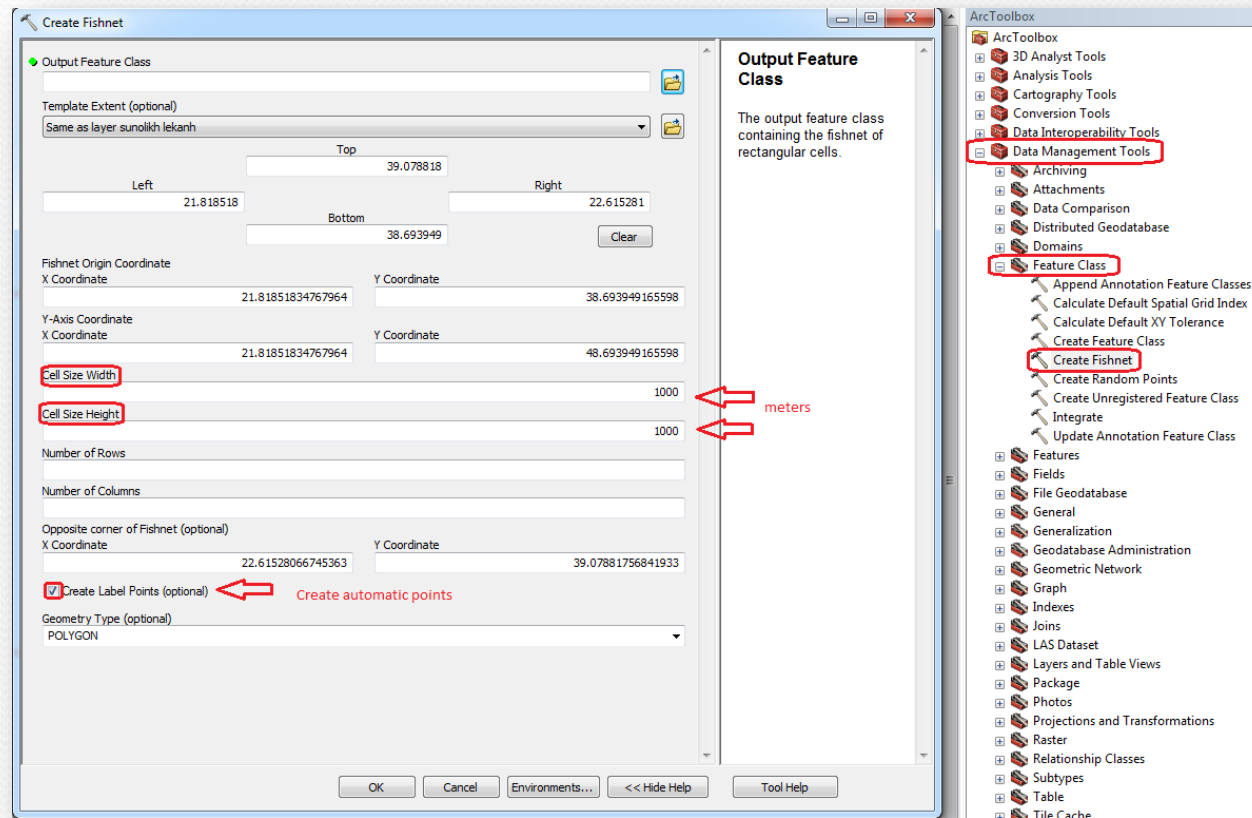 Create Fishnet
Output Feature Class
Template Extent (optional)
Same as layer sunolikh lekanh
Top
39.078818
Left
Right
21.818518
22.615281
Bottom
38.693949
Clear
Fishnet Origin Coordinate
X Coordinate
Y Coordinate
21.81851834767964
38.693949165598
Y-Axis Coordinate
X Coordinate
Y Coordinate
21.81851834767964
48.693949165598
Cell Size Width
1000
meters
Cell Size Height
1000
Number of Rows
Number of Columns
Opposite corner of Fishnet (optional)
X Coordinate
Y Coordinate
22.61528066745363
39.07881756841933
Create Label Points (optional)
Create automatic points
Geometry Type (optional)
POLYGON
OK
Cancel
Environments...
<< Hide Help
Tool Help
Output Feature
Class
The output feature class
containing the fishnet of
rectangular cells.
ArcToolbox
ArcToolbox
3D Analyst Tools
Analysis Tools
Cartography Tools
Conversion Tools
Data Interoperability Tools
Data Management Tools
Archiving
Attachments
Data Comparison
Distributed Geodatabase
Domains
Feature Class
Append Annotation Feature Classes
Calculate Default Spatial Grid Index
Calculate Default XY Tolerance
Create Feature Class
Create Fishnet
Create Random Points
Create Unregistered Feature Class
Integrate
Update Annotation Feature Class
Features
Fields
File Geodatabase
General
Generalization
Geodatabase Administration
Geometric Network
Graph
Indexes
Joins
LAS Dataset
Layers and Table Views
Package
Photos
Projections and Transformations
Raster
Relationship Classes
Subtypes
Table
Tile Cache